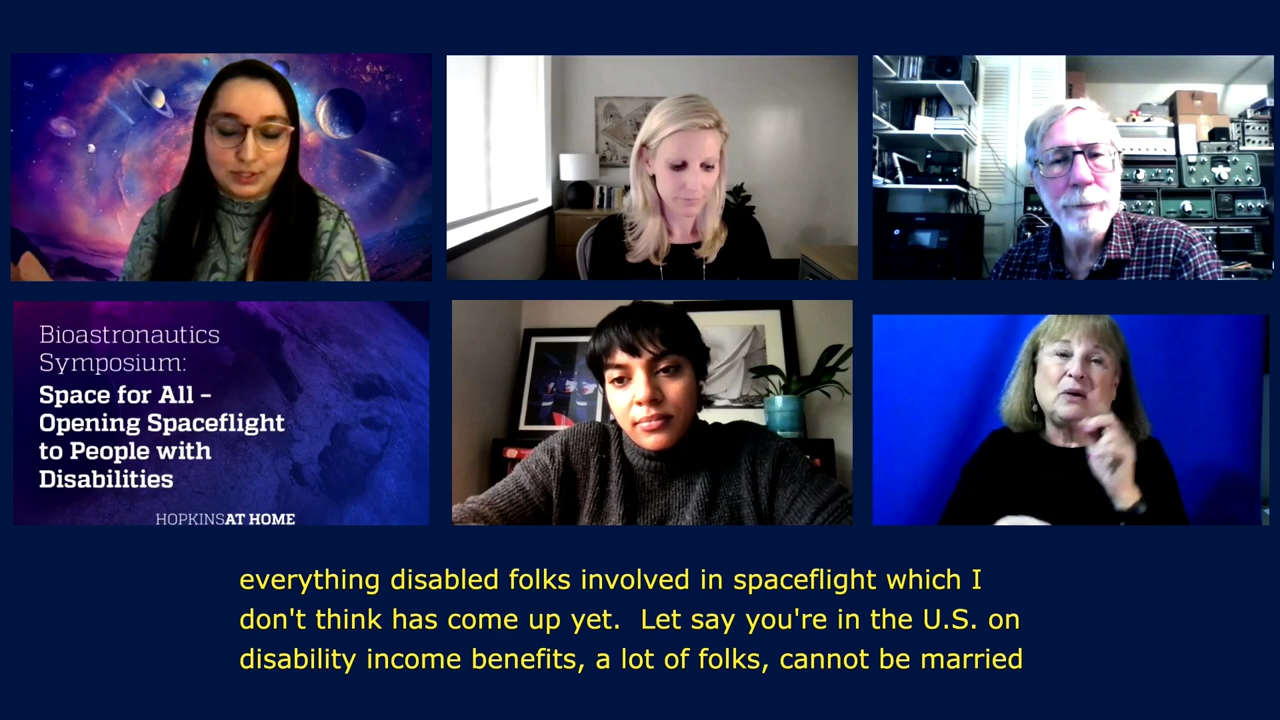 Bioastronautics
Symposium:
Space for All –
Opening Spaceflight
to People with
Disabilities
HOPKINSAT HOME
everything disabled folks involved in spaceflight which I
don't think has come up yet.  Let say you're in the U.S. on
disability income benefits, a lot of folks, cannot be married